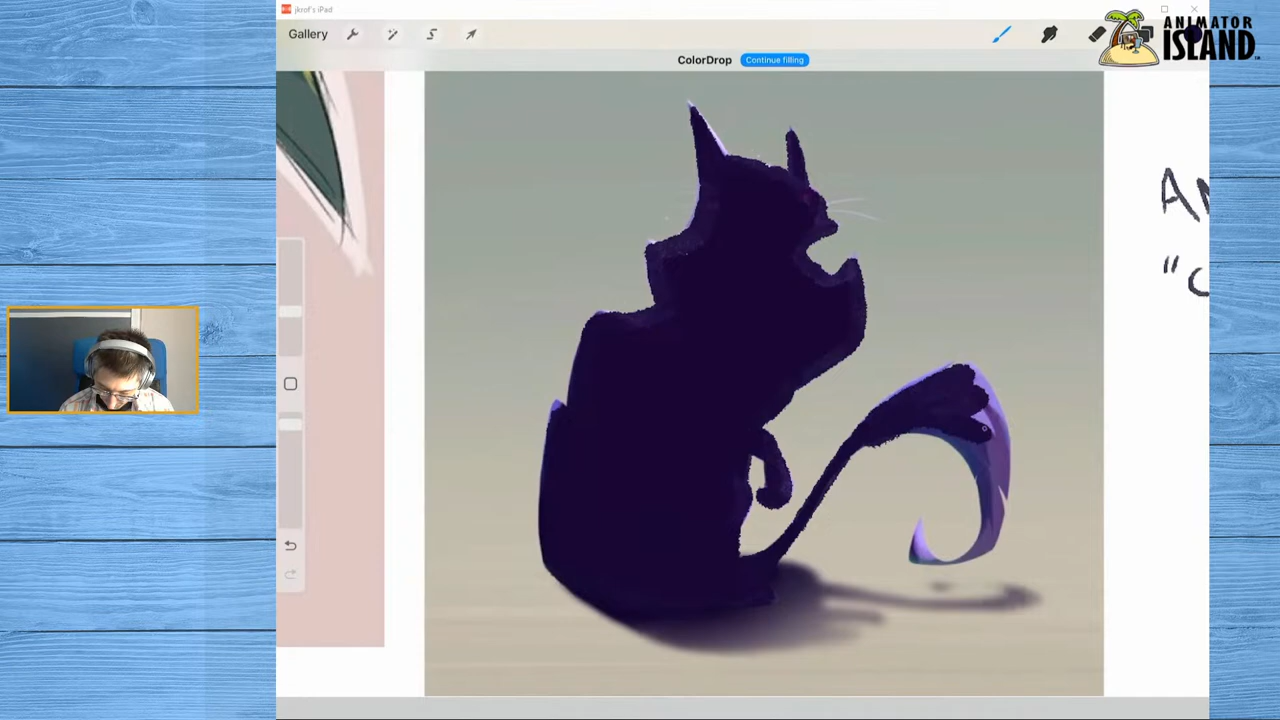 jkrof's iPad
ANIMATOR
ISLAND
Gallery
ColorDrop Continue filling